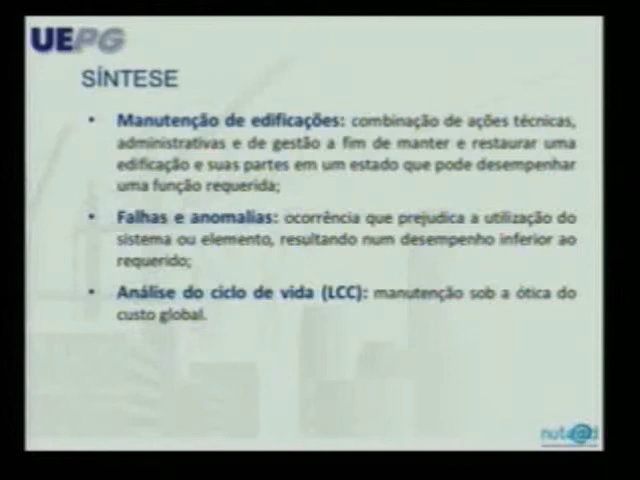 UEPG
SÍNTESE
• Manutenção de edificações: combinação de ações técnicas,
administrativas e de gestão a fim de manter e restaurar uma
edificação e suas partes em um estado que pode desempenhar
uma função requerida;
• Falhas e anomalias: ocorrência que prejudica a utilização do
sistema ou elemento, resultando num desempenho inferior ao
requerido;
• Análise do ciclo de vida (LCC): manutenção sob a ótica do
custo global.
nute@d